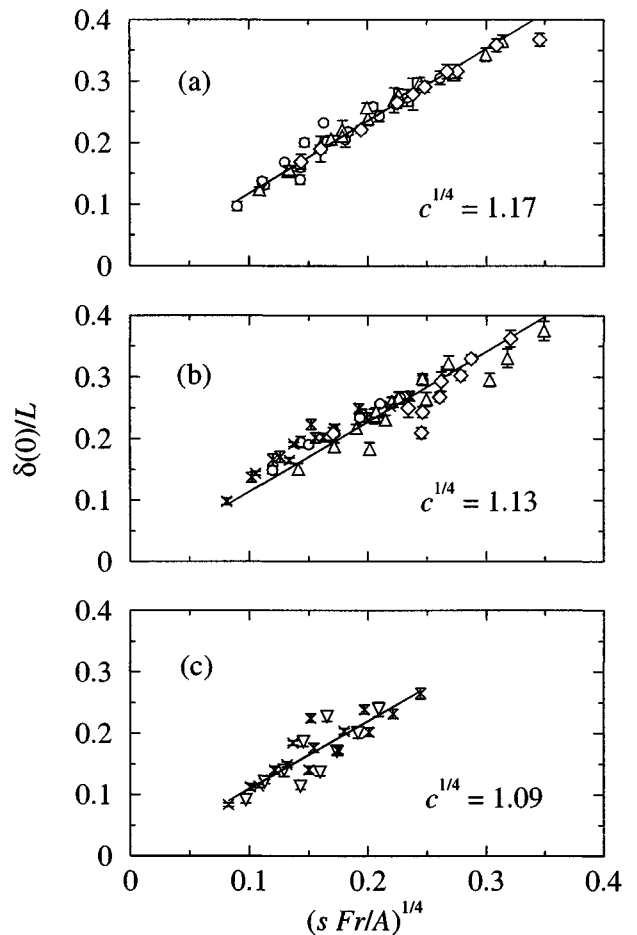 0.4
0.3
0.2
0.1
0
(a)
c^{1/4} = 1.17
0.4
0.3
0.2
0.1
0
(b)
c^{1/4} = 1.13
δ(0)/L
0.4
0.3
0.2
0.1
0
(c)
c^{1/4} = 1.09
0 0.1 0.2 0.3 0.4
(s Fr/A)^{1/4}